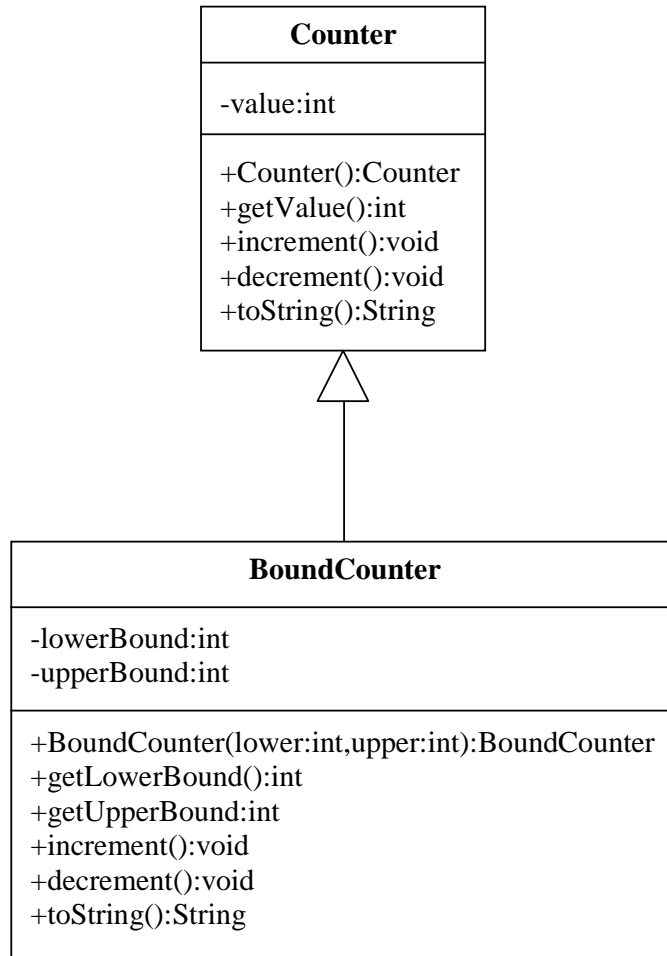 Counter
-value:int
+Counter():Counter
+getValue():int
+increment():void
+decrement():void
+toString():String
BoundCounter
-lowerBound:int
-upperBound:int
+BoundCounter(lower:int,upper:int):BoundCounter
+getLowerBound():int
+getUpperBound:int
+increment():void
+decrement():void
+toString():String